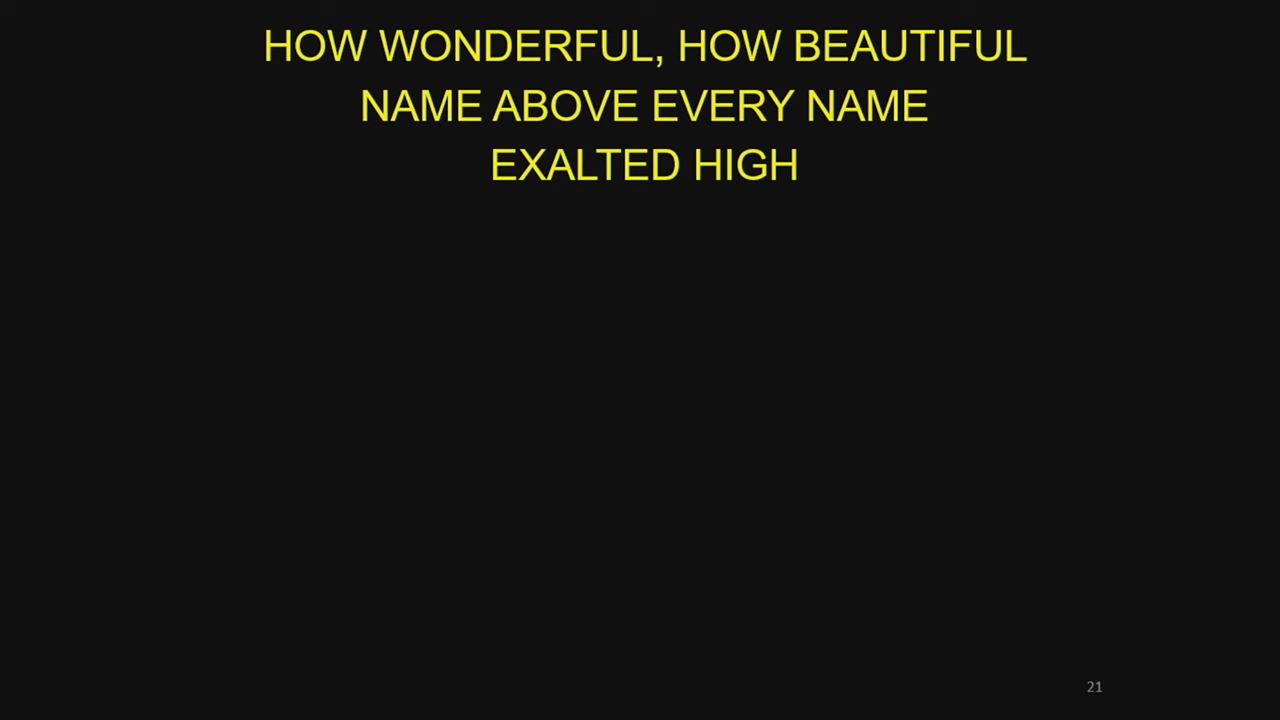 HOW WONDERFUL, HOW BEAUTIFUL
NAME ABOVE EVERY NAME
EXALTED HIGH
21